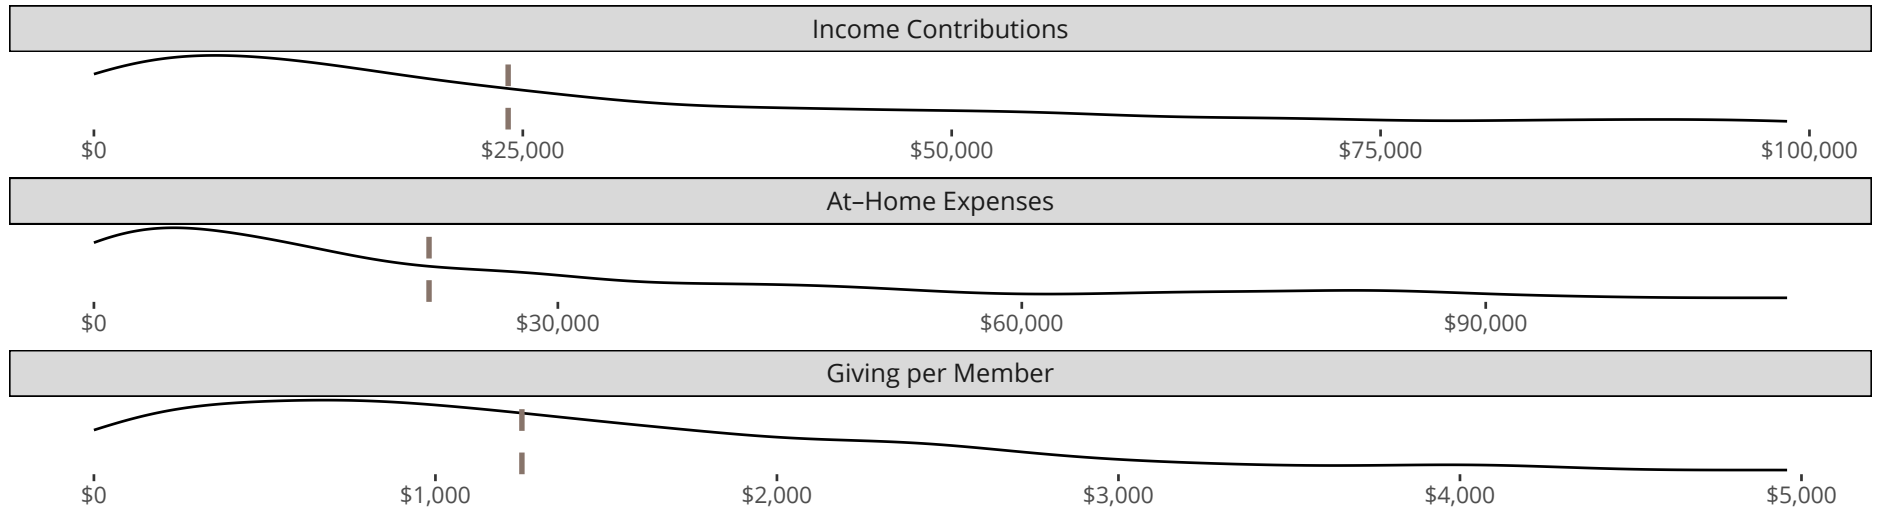 Income Contributions
$0 $25,000 $50,000 $75,000 $100,000
At–Home Expenses
$0 $30,000 $60,000 $90,000
Giving per Member
$0 $1,000 $2,000 $3,000 $4,000 $5,000